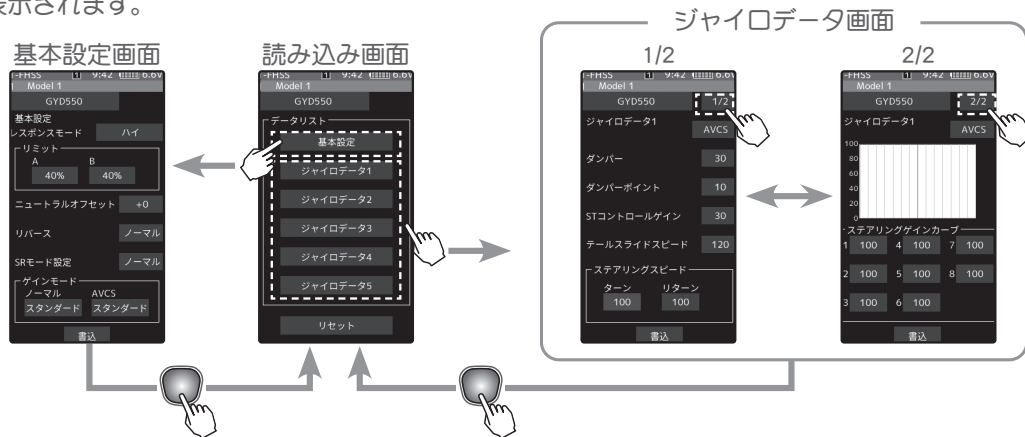 表示されます。
ジャイロデータ画面
基本設定画面
読み込み画面
1/2
2/2
-FHSS 1 9:42 6.6V
Model 1
GYD550
基本設定
レスポンスモード ハイ
リミット
A B
40% 40%
ニュートラルオフセット +0
リバース ノーマル
SRモード設定 ノーマル
ゲインモード
ノーマル AVCS
スタンダード スタンダード
書込
-FHSS 1 9:42 6.6V
Model 1
GYD550
データリスト
基本設定
ジャイロデータ1
ジャイロデータ2
ジャイロデータ3
ジャイロデータ4
ジャイロデータ5
リセット
-FHSS 1 9:42 6.6V
Model 1
GYD550 1/2
ジャイロデータ1
AVCS
ダンパー 30
ダンパーポイント 10
STコントロールゲイン 30
テールスライドスピード 120
ステアリングスピード
ターン リターン
100 100
書込
-FHSS 1 9:42 6.6V
Model 1
GYD550 2/2
ジャイロデータ1
AVCS
100
80
60
40
20
0
ステアリングゲインカーブ
1 100 4 100 7 100
2 100 5 100 8 100
3 100 6 100
書込